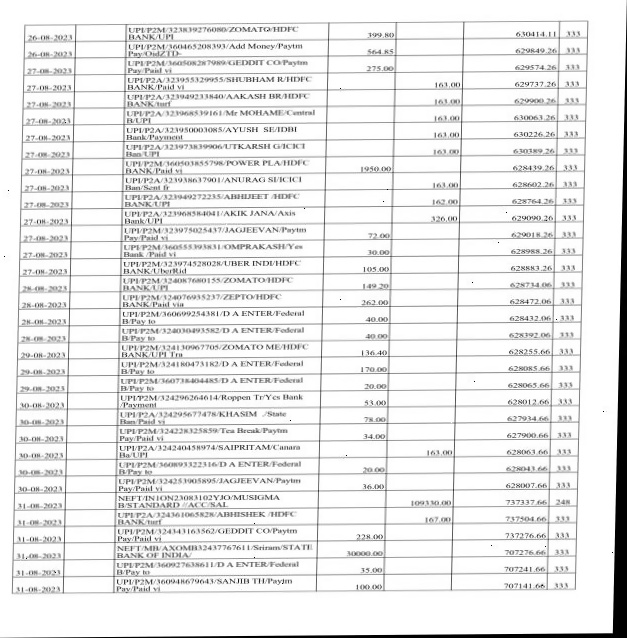 UPI/P2M/323839276080/ZOMATO/HDFC
26-08-2023 BANK/UPI 399.80 630414.11 333
UPI/P2M/360465208393/Add Money/Paytm
26-08-2023 Pay/OidZTD- 564.85 629849.26 333
UPI/P2M/360508287989/GEDDIT CO/Paytm
27-08-2023 Pay/Paid vi 275.00 629574.26 333
UPI/P2A/323955329955/SHUBHAM R/HDFC
27-08-2023 BANK/Paid vi 163.00 629737.26 333
UPI/P2A/323949233840/AAKASH BR/HDFC
27-08-2023 BANK/turf 163.00 629900.26 333
UPI/P2A/323968539161/Mr MOHAME/Central
27-08-2023 B/UPI 163.00 630063.26 333
UPI/P2A/323950003085/AYUSH SE/IDBI
27-08-2023 Bank/Payment 163.00 630226.26 333
UPI/P2A/323973839906/UTKARSH G/ICICI
27-08-2023 Ban/UPI 163.00 630389.26 333
UPI/P2M/360503855798/POWER PLA/HDFC
27-08-2023 BANK/Paid vi 1950.00 628439.26 333
UPI/P2A/323938637901/ANURAG SI/ICICI
27-08-2023 Ban/Sent fr 163.00 628602.26 333
UPI/P2A/323949272235/ABHIJEET /HDFC
27-08-2023 BANK/UPI 162.00 628764.26 333
UPI/P2A/323968584041/AKIK JANA/Axis
27-08-2023 Bank/UPI 326.00 629090.26 333
UPI/P2M/323975025437/JAGJEEVAN/Paytm
27-08-2023 Pay/Paid vi 72.00 629018.26 333
UPI/P2M/360555393831/OMPRAKASH/Yes
27-08-2023 Bank /Paid vi 30.00 628988.26 333
UPI/P2M/323974528028/UBER INDI/HDFC
27-08-2023 BANK/UberRid 105.00 628883.26 333
UPI/P2M/324087680155/ZOMATO/HDFC
28-08-2023 BANK/UPI 149.20 628734.06 333
UPI/P2M/324076935237/ZEPTO/HDFC
28-08-2023 BANK/Paid via 262.00 628472.06 333
UPI/P2M/360699254381/D A ENTER/Federal
28-08-2023 B/Pay to 40.00 628432.06 333
UPI/P2M/324030493582/D A ENTER/Federal
28-08-2023 B/Pay to 40.00 628392.06 333
UPI/P2M/324130967705/ZOMATO ME/HDFC
29-08-2023 BANK/UPI Tra 136.40 628255.66 333
UPI/P2M/324180473182/D A ENTER/Federal
29-08-2023 B/Pay to 170.00 628085.66 333
UPI/P2M/360738404485/D A ENTER/Federal
29-08-2023 B/Pay to 20.00 628065.66 333
UPI/P2M/324296264614/Roppen Tr/Yes Bank
30-08-2023 /Payment 53.00 628012.66 333
UPI/P2A/324295677478/KHASIM /State
30-08-2023 Ban/Paid vi 78.00 627934.66 333
UPI/P2M/324228325859/Tea Break/Paytm
30-08-2023 Pay/Paid vi 34.00 627900.66 333
UPI/P2A/324240458974/SAIPRITAM/Canara
30-08-2023 Ba/UPI 163.00 628063.66 333
UPI/P2M/360893322316/D A ENTER/Federal
30-08-2023 B/Pay to 20.00 628043.66 333
UPI/P2M/324253905895/JAGJEEVAN/Paytm
30-08-2023 Pay/Paid vi 36.00 628007.66 333
NEFT/IN1ON23083102YJO/MUSIGMA
31-08-2023 B/STANDARD //ACC/SAL 109330.00 737337.66 248
UPI/P2A/324361065828/ABHISHEK /HDFC
31-08-2023 BANK/turf 167.00 737504.66 333
UPI/P2M/324343163562/GEDDIT CO/Paytm
31-08-2023 Pay/Paid vi 228.00 737276.66 333
NEFT/MB/AXOMB32437767611/Sriram/STATE
31-08-2023 BANK OF INDIA/ 30000.00 707276.66 333
UPI/P2M/360927638611/D A ENTER/Federal
31-08-2023 B/Pay to 35.00 707241.66 333
UPI/P2M/360948679643/SANJIB TH/Paytm
31-08-2023 Pay/Paid vi 100.00 707141.66 333